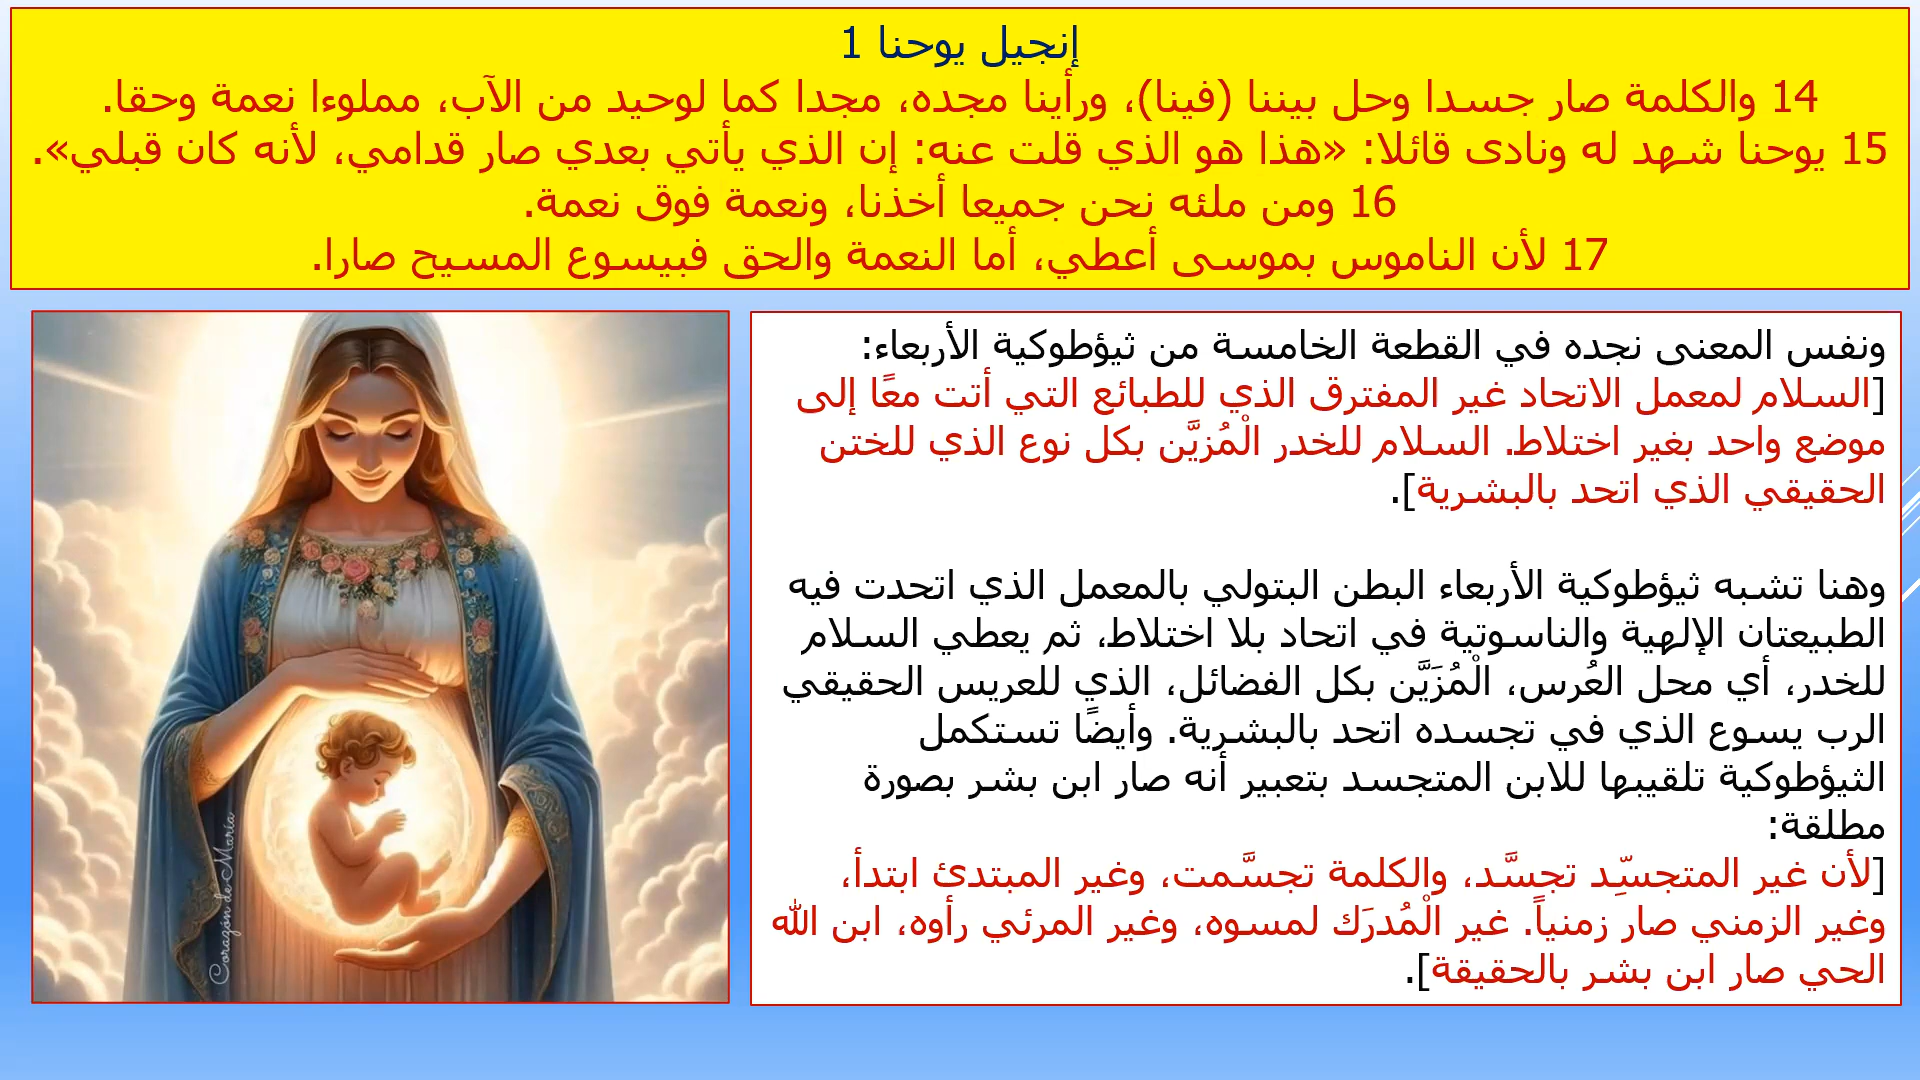 إنجيل يوحنا 1
14 والكلمة صار جسدا وحل بيننا (فينا)، ورأينا مجده، مجدا كما لوحيد من الآب، مملوءا نعمة وحقا.
15 يوحنا شهد له ونادى قائلا: «هذا هو الذي قلت عنه: إن الذي يأتي بعدي صار قدامي، لأنه كان قبلي».
16 ومن ملئه نحن جميعا أخذنا، ونعمة فوق نعمة.
17 لأن الناموس بموسى أعطي، أما النعمة والحق فبيسوع المسيح صارا.
ونفس المعنى نجده في القطعة الخامسة من ثيؤطوكية الأربعاء:
[السلام لمعمل الاتحاد غير المفترق الذي للطبائع التي أتت معًا إلى
موضع واحد بغير اختلاط. السلام للخدر الْمُزيَّن بكل نوع الذي للختن
الحقيقي الذي اتحد بالبشرية].
وهنا تشبه ثيؤطوكية الأربعاء البطن البتولي بالمعمل الذي اتحدت فيه
الطبيعتان الإلهية والناسوتية في اتحاد بلا اختلاط، ثم يعطي السلام
للخدر، أي محل العُرس، الْمُزَيَّن بكل الفضائل، الذي للعريس الحقيقي
الرب يسوع الذي في تجسده اتحد بالبشرية. وأيضًا تستكمل
الثيؤطوكية تلقيبها للابن المتجسد بتعبير أنه صار ابن بشر بصورة
مطلقة:
[لأن غير المتجسِّد تجسَّد، والكلمة تجسَّمت، وغير المبتدئ ابتدأ،
وغير الزمني صار زمنياً. غير الْمُدرَك لمسوه، وغير المرئي رأوه، ابن الله
الحي صار ابن بشر بالحقيقة].
Corazón de María